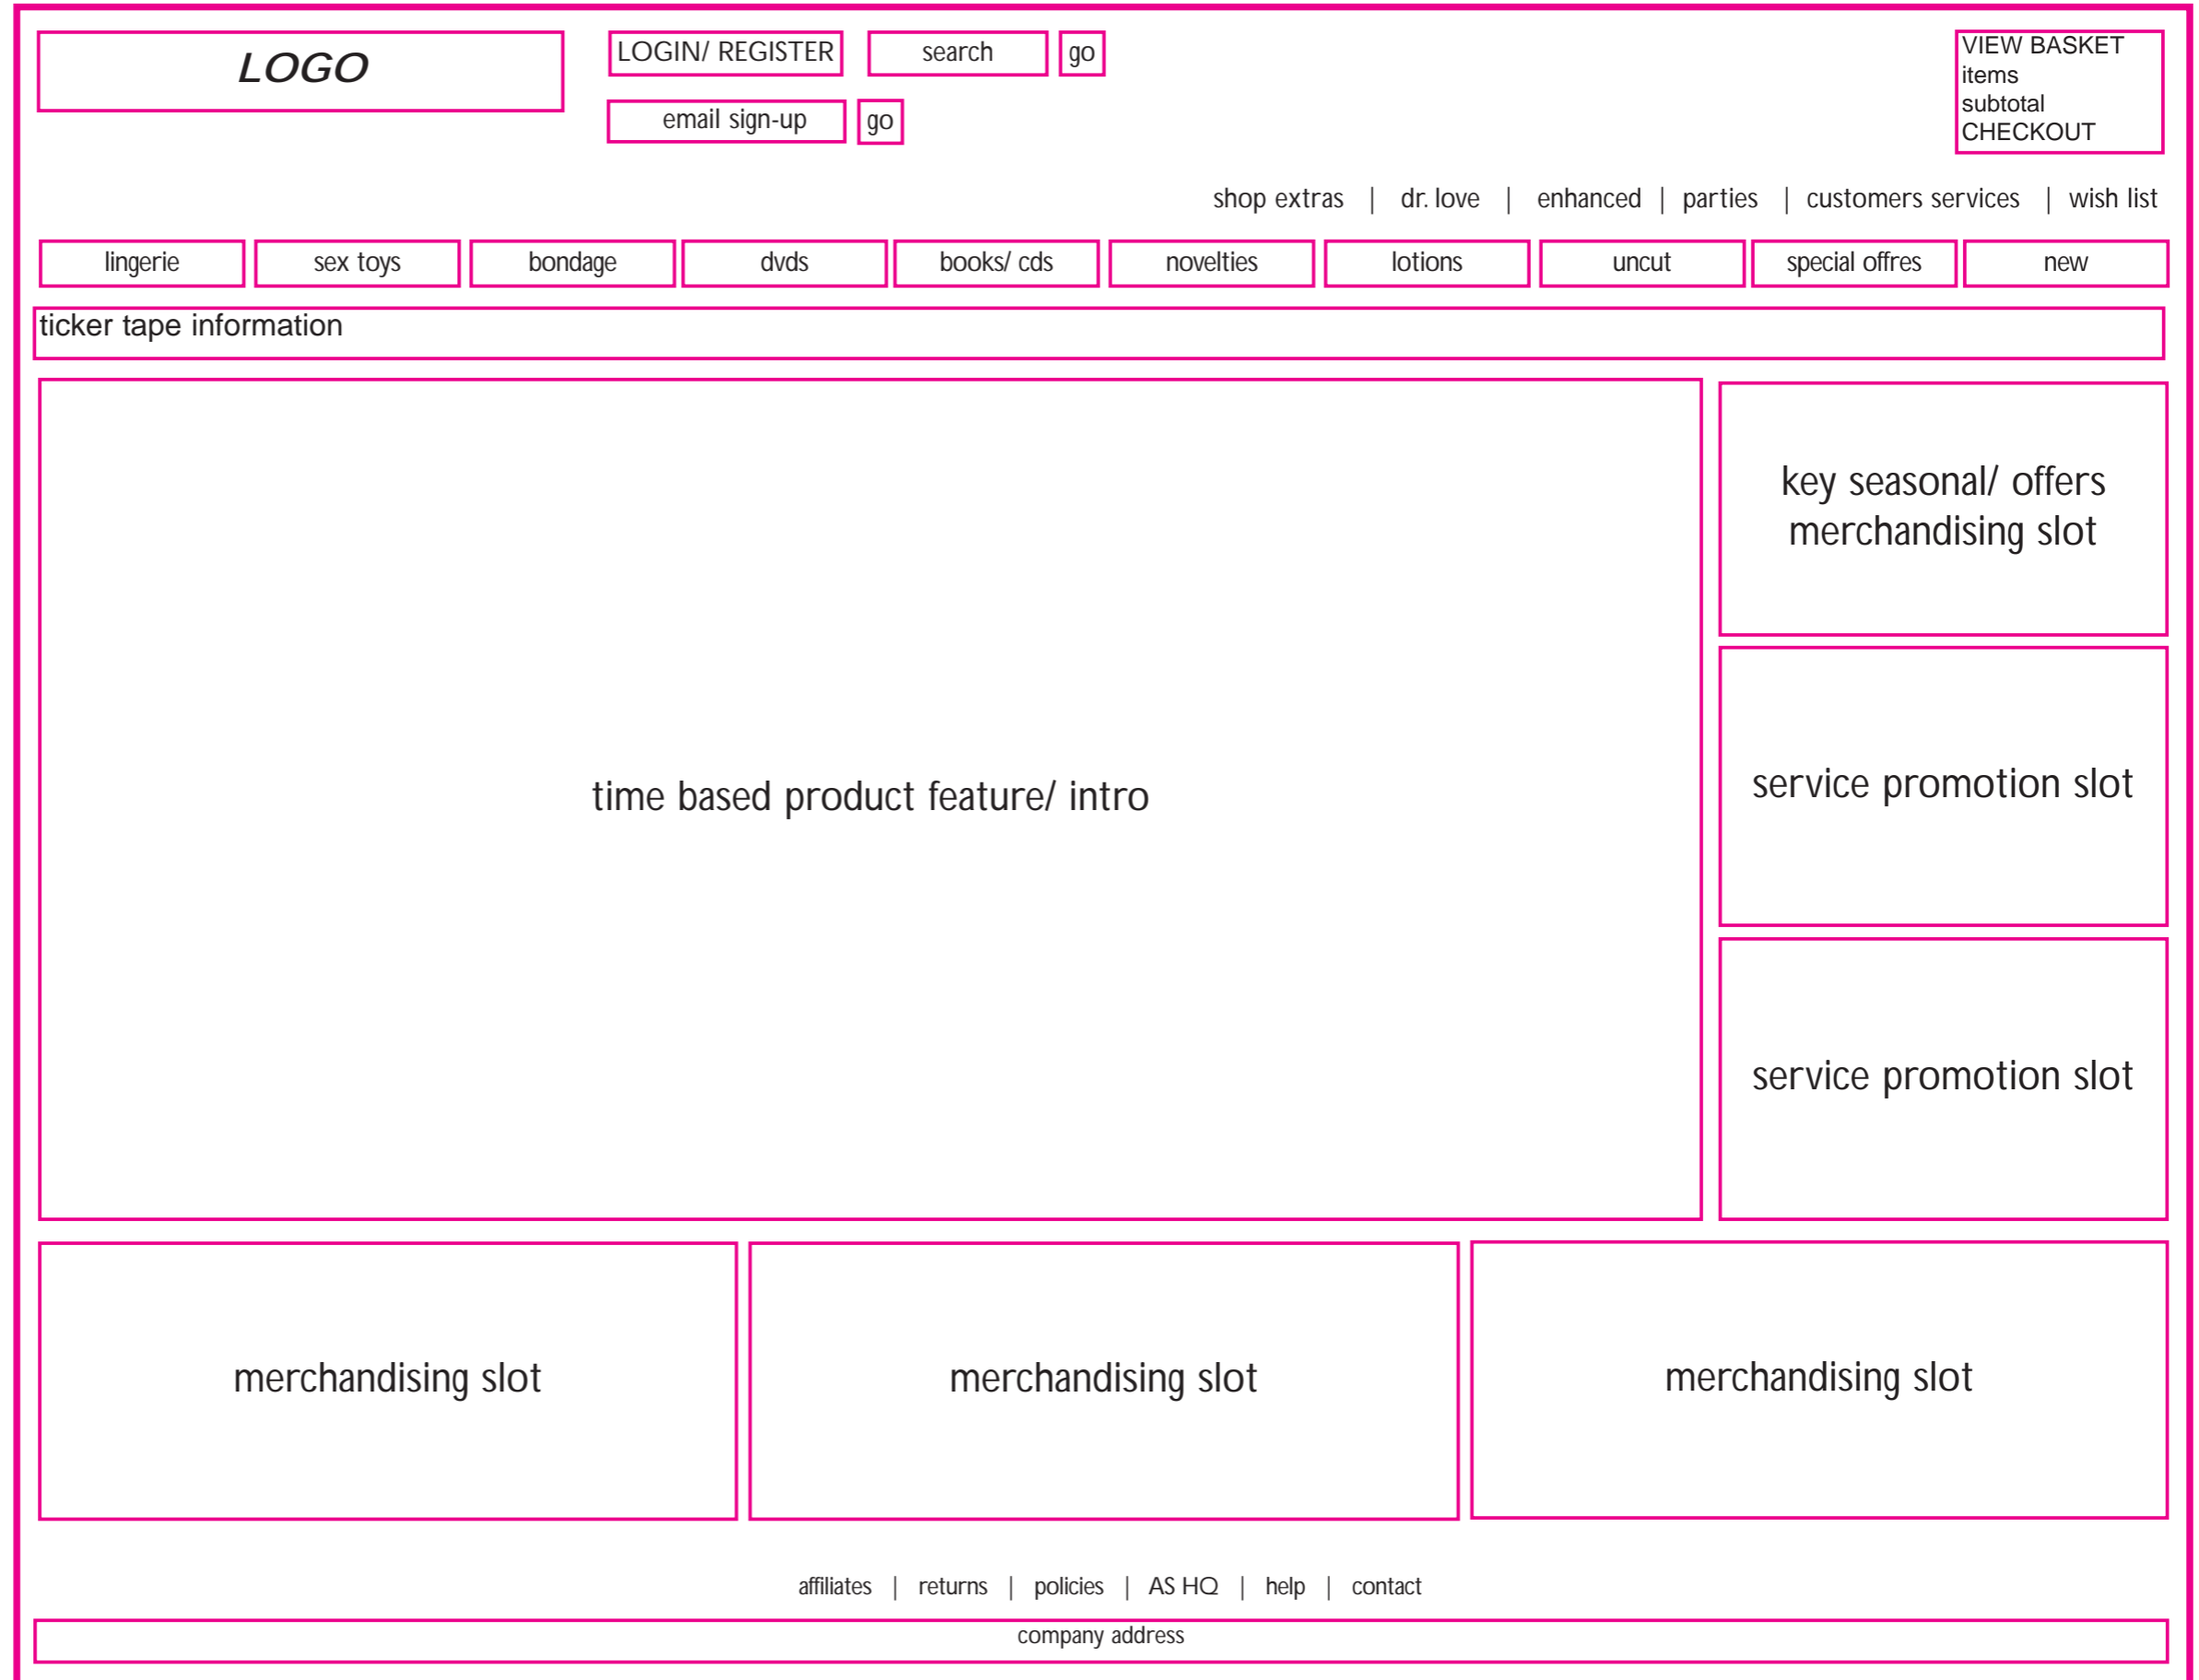 LOGO
LOGIN/ REGISTER
search
go
email sign-up
go
VIEW BASKET
items
subtotal
CHECKOUT
shop extras | dr. love | enhanced | parties | customers services | wish list
lingerie
sex toys
bondage
dvds
books/ cds
novelties
lotions
uncut
special offres
new
ticker tape information
time based product feature/ intro
key seasonal/ offers
merchandising slot
service promotion slot
service promotion slot
merchandising slot
merchandising slot
merchandising slot
affiliates | returns | policies | AS HQ | help | contact
company address